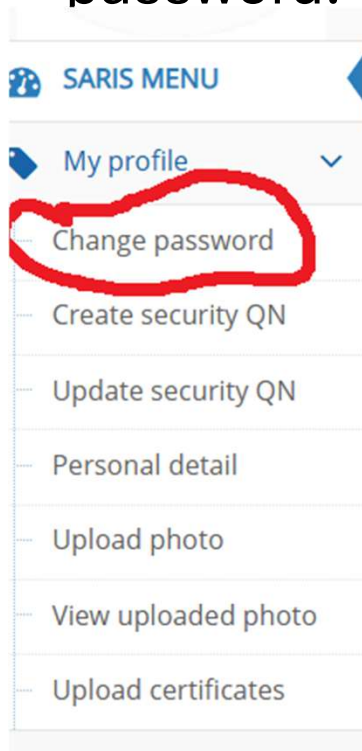 password.
SARIS MENU
My profile
Change password
Create security QN
Update security QN
Personal detail
Upload photo
View uploaded photo
Upload certificates